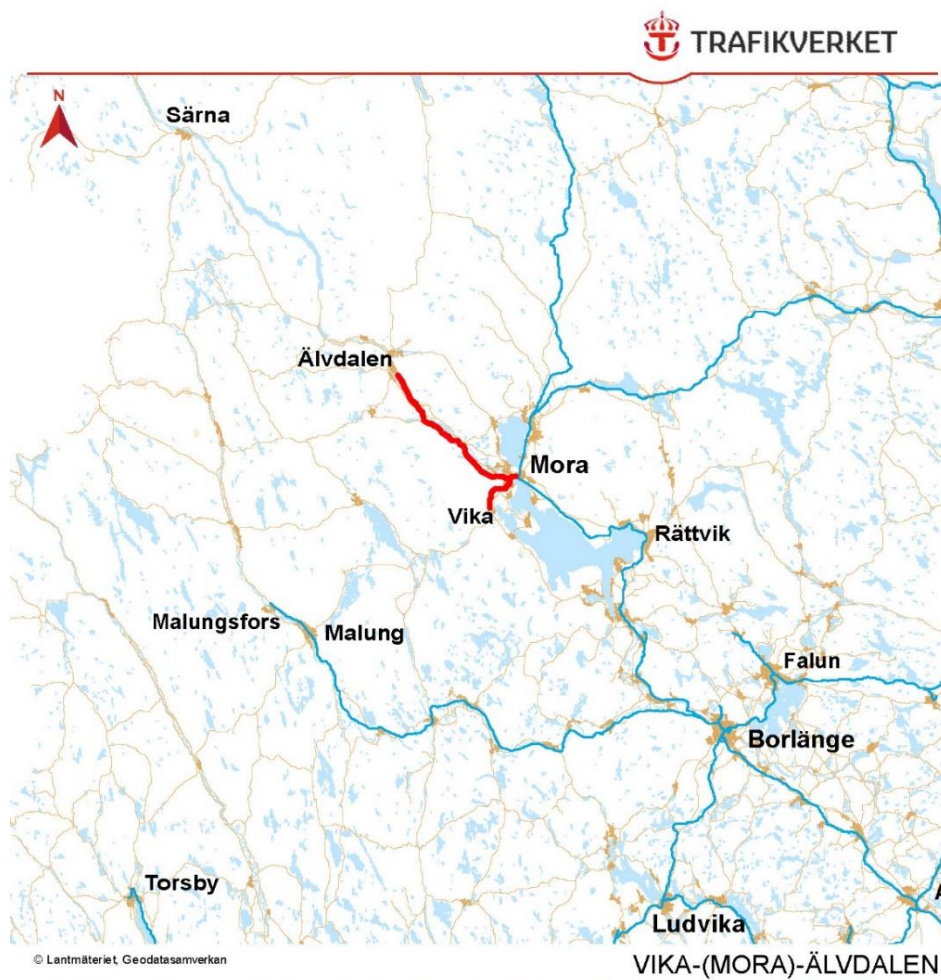 TRAFIKVERKET
N
Särna
Älvdalen
Mora
Vika
Rättvik
Malungsfors
Malung
Falun
Borlänge
Torsby
Ludvika
A
© Lantmäteriet, Geodatasamverkan
VIKA-(MORA)-ÄLVDALEN